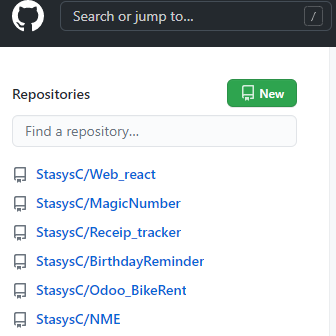 Search or jump to... /
Repositories New
Find a repository...
StasysC/Web_react
StasysC/MagicNumber
StasysC/Receip_tracker
StasysC/BirthdayReminder
StasysC/Odoo_BikeRent
StasysC/NME